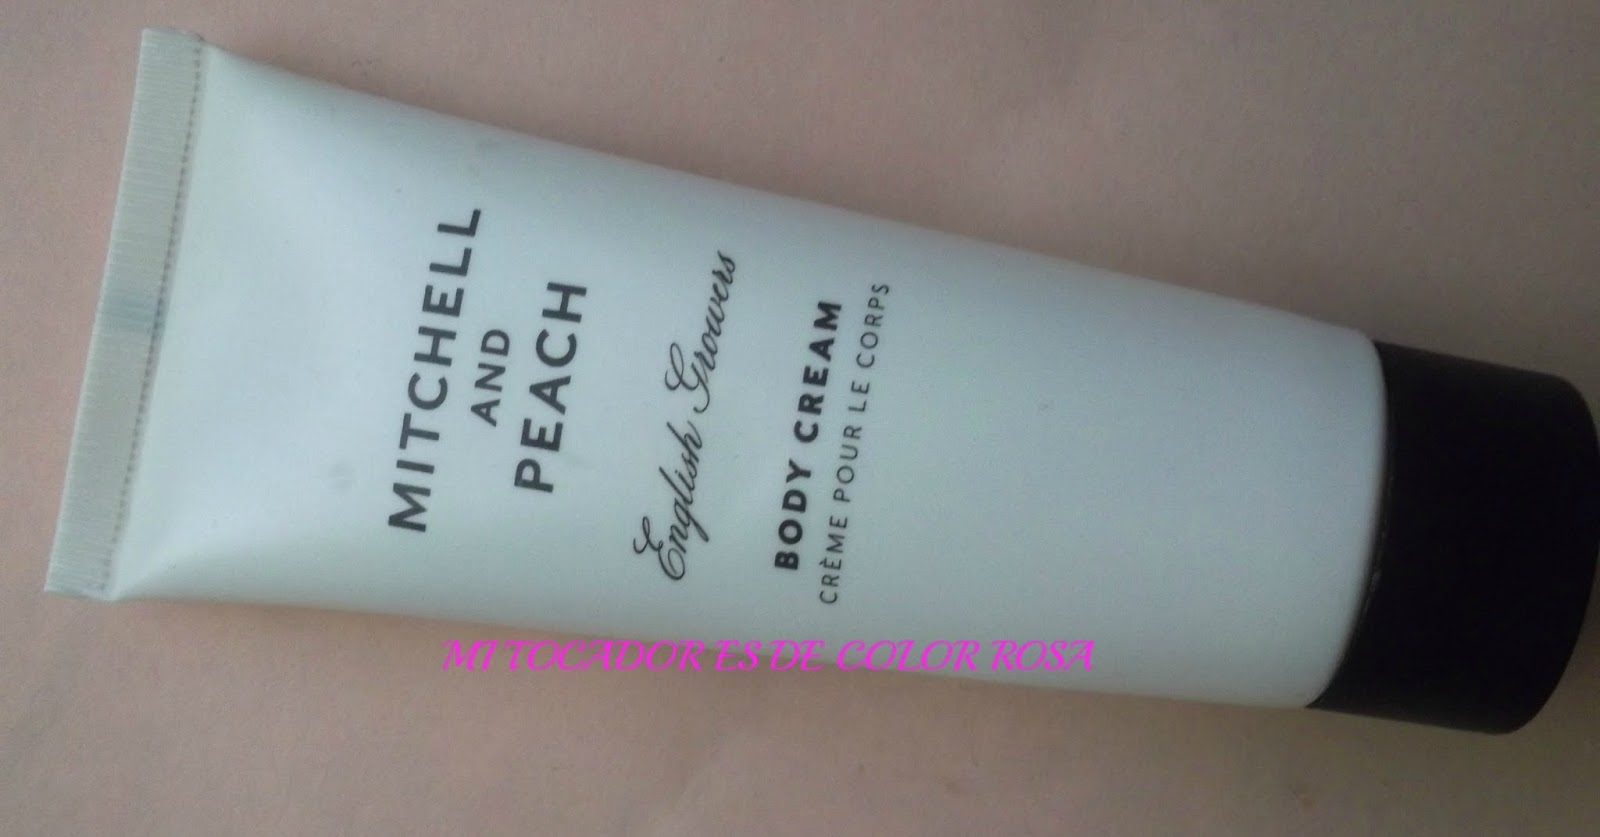 MITCHELL
AND
PEACH
English Growers
BODY CREAM
CRÈME POUR LE CORPS
MI TOCADOR ES DE COLOR ROSA